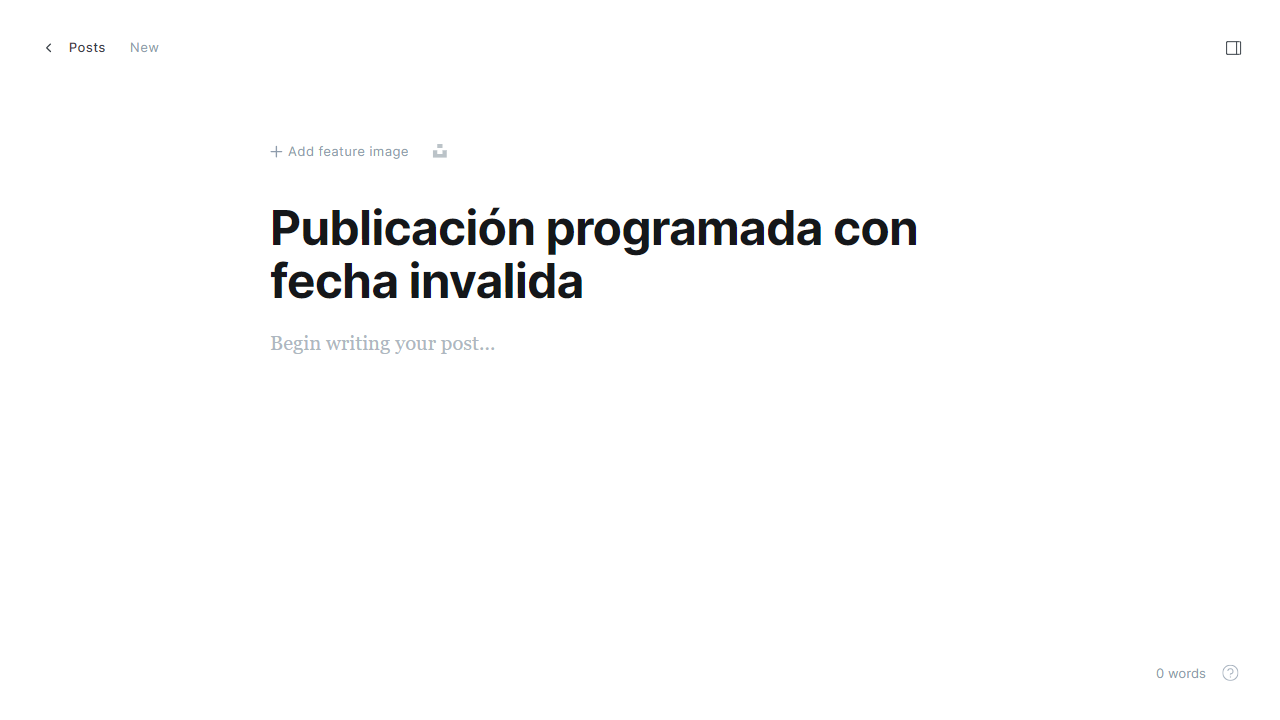 Posts New
Add feature image
Publicación programada con
fecha invalida
Begin writing your post...
0 words